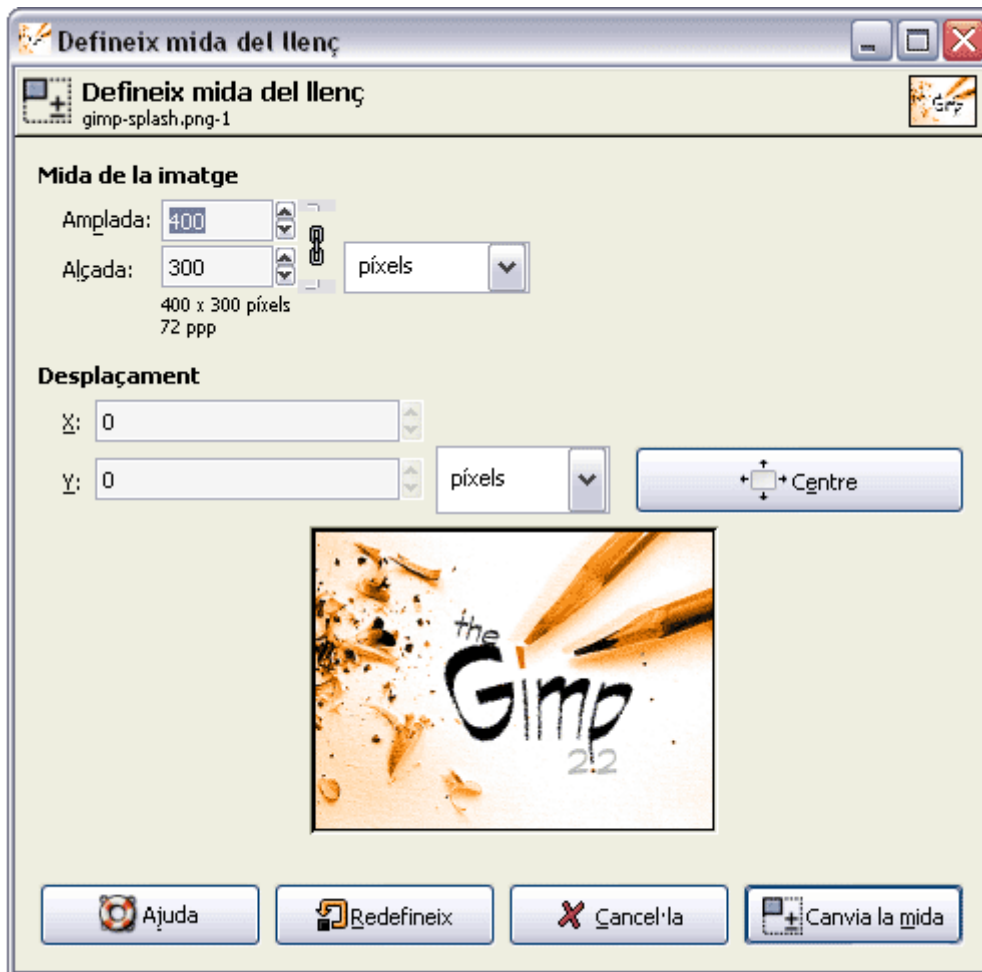 Defineix mida del llenç
Defineix mida del llenç
gimp-splash.png-1
Gimp
Mida de la imatge
Amplada: 400
Alçada: 300
píxels
400 x 300 píxels
72 ppp
Desplaçament
X: 0
Y: 0
píxels
Centre
the
Gimp
2.2
Ajuda
Redefineix
Cancel·la
Canvia la mida